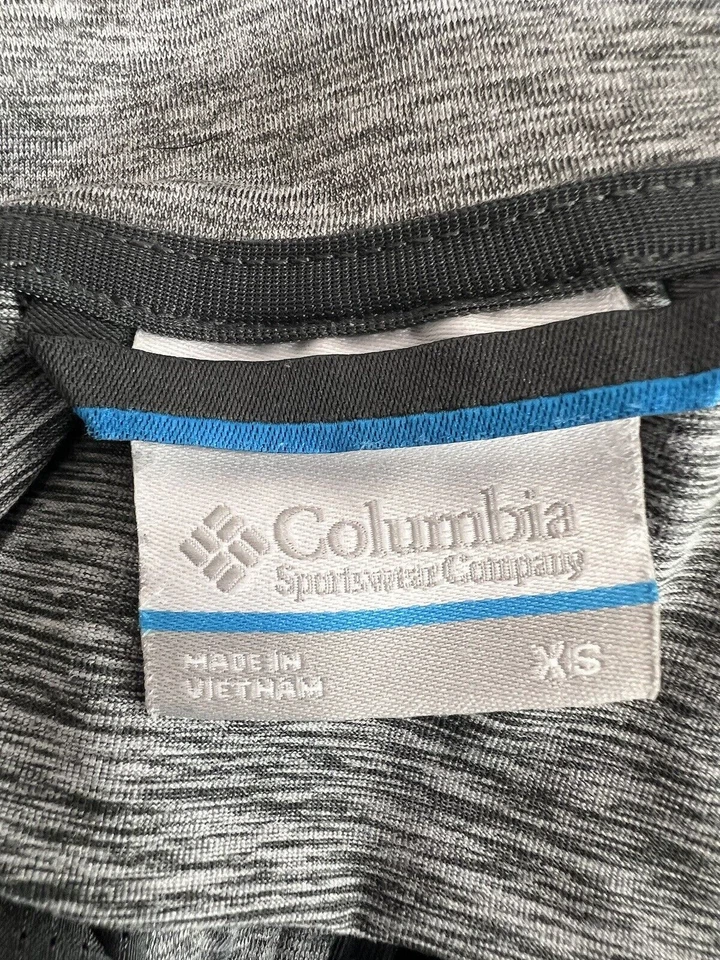 Columbia
Sportswear Company
MADE IN
VIETNAM
XS